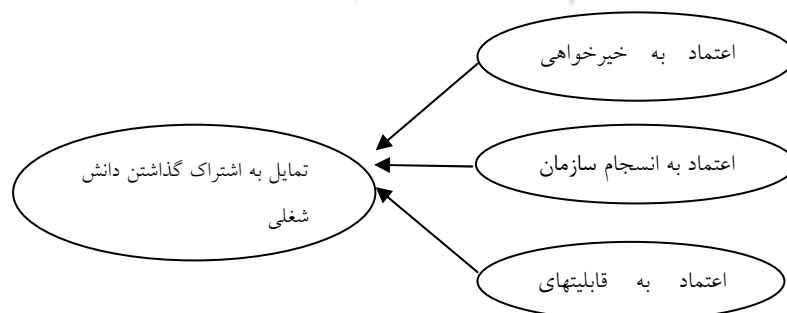 اعتماد به خیرخواهی
اعتماد به انسجام سازمان
تمایل به اشتراک گذاشتن دانش
شغلی
اعتماد به قابلیتهای